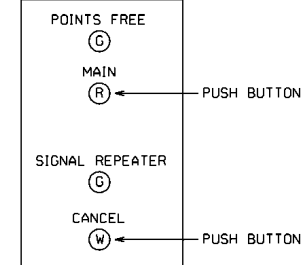 POINTS FREE
G
MAIN
R PUSH BUTTON
SIGNAL REPEATER
G
CANCEL
W PUSH BUTTON